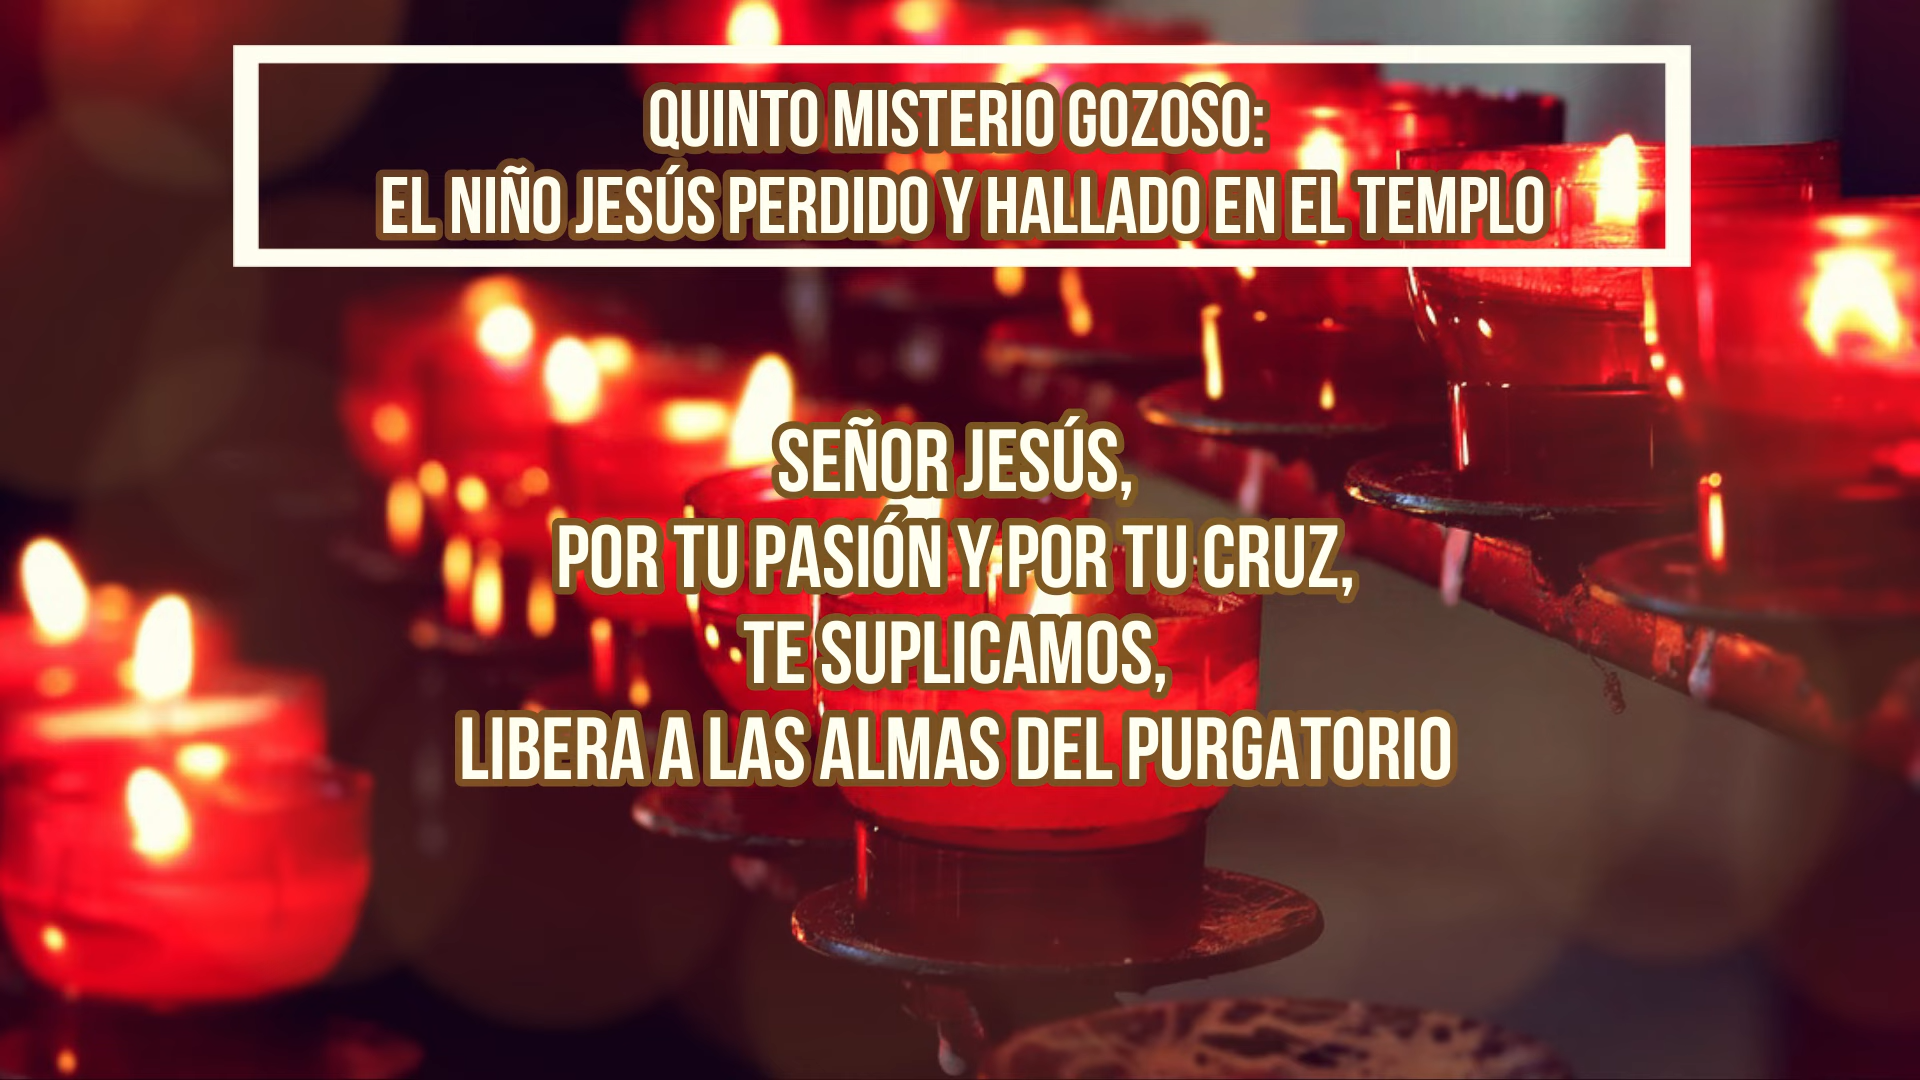 QUINTO MISTERIO GOZOSO:
EL NIÑO JESÚS PERDIDO Y HALLADO EN EL TEMPLO
SEÑOR JESÚS,
POR TU PASIÓN Y POR TU CRUZ,
TE SUPLICAMOS,
LIBERA A LAS ALMAS DEL PURGATORIO